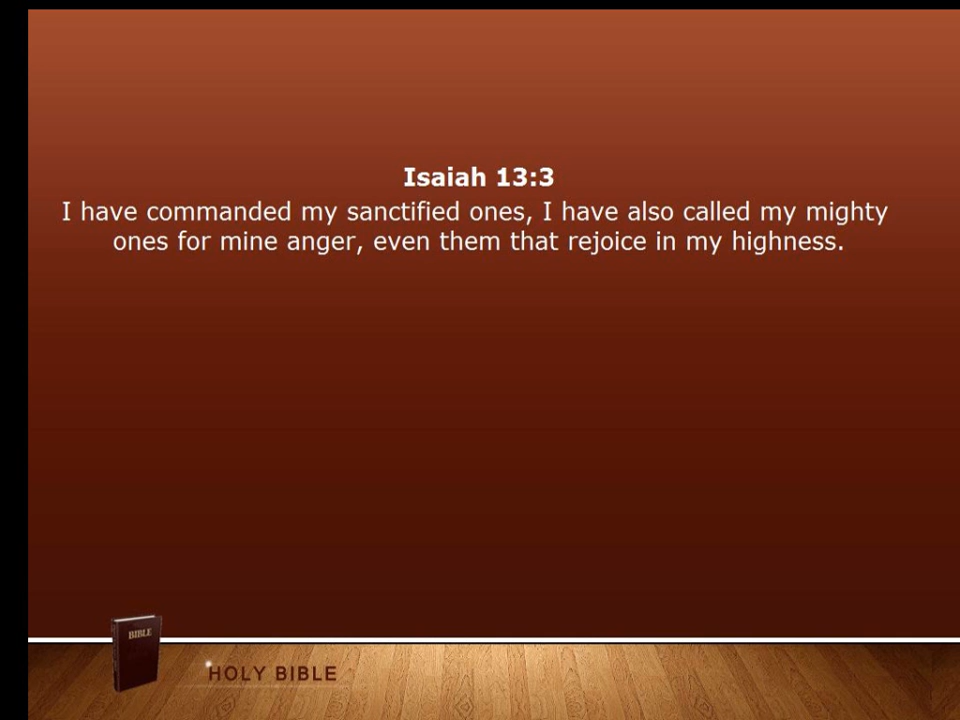 Isaiah 13:3
I have commanded my sanctified ones, I have also called my mighty
ones for mine anger, even them that rejoice in my highness.
BIBLE
HOLY BIBLE